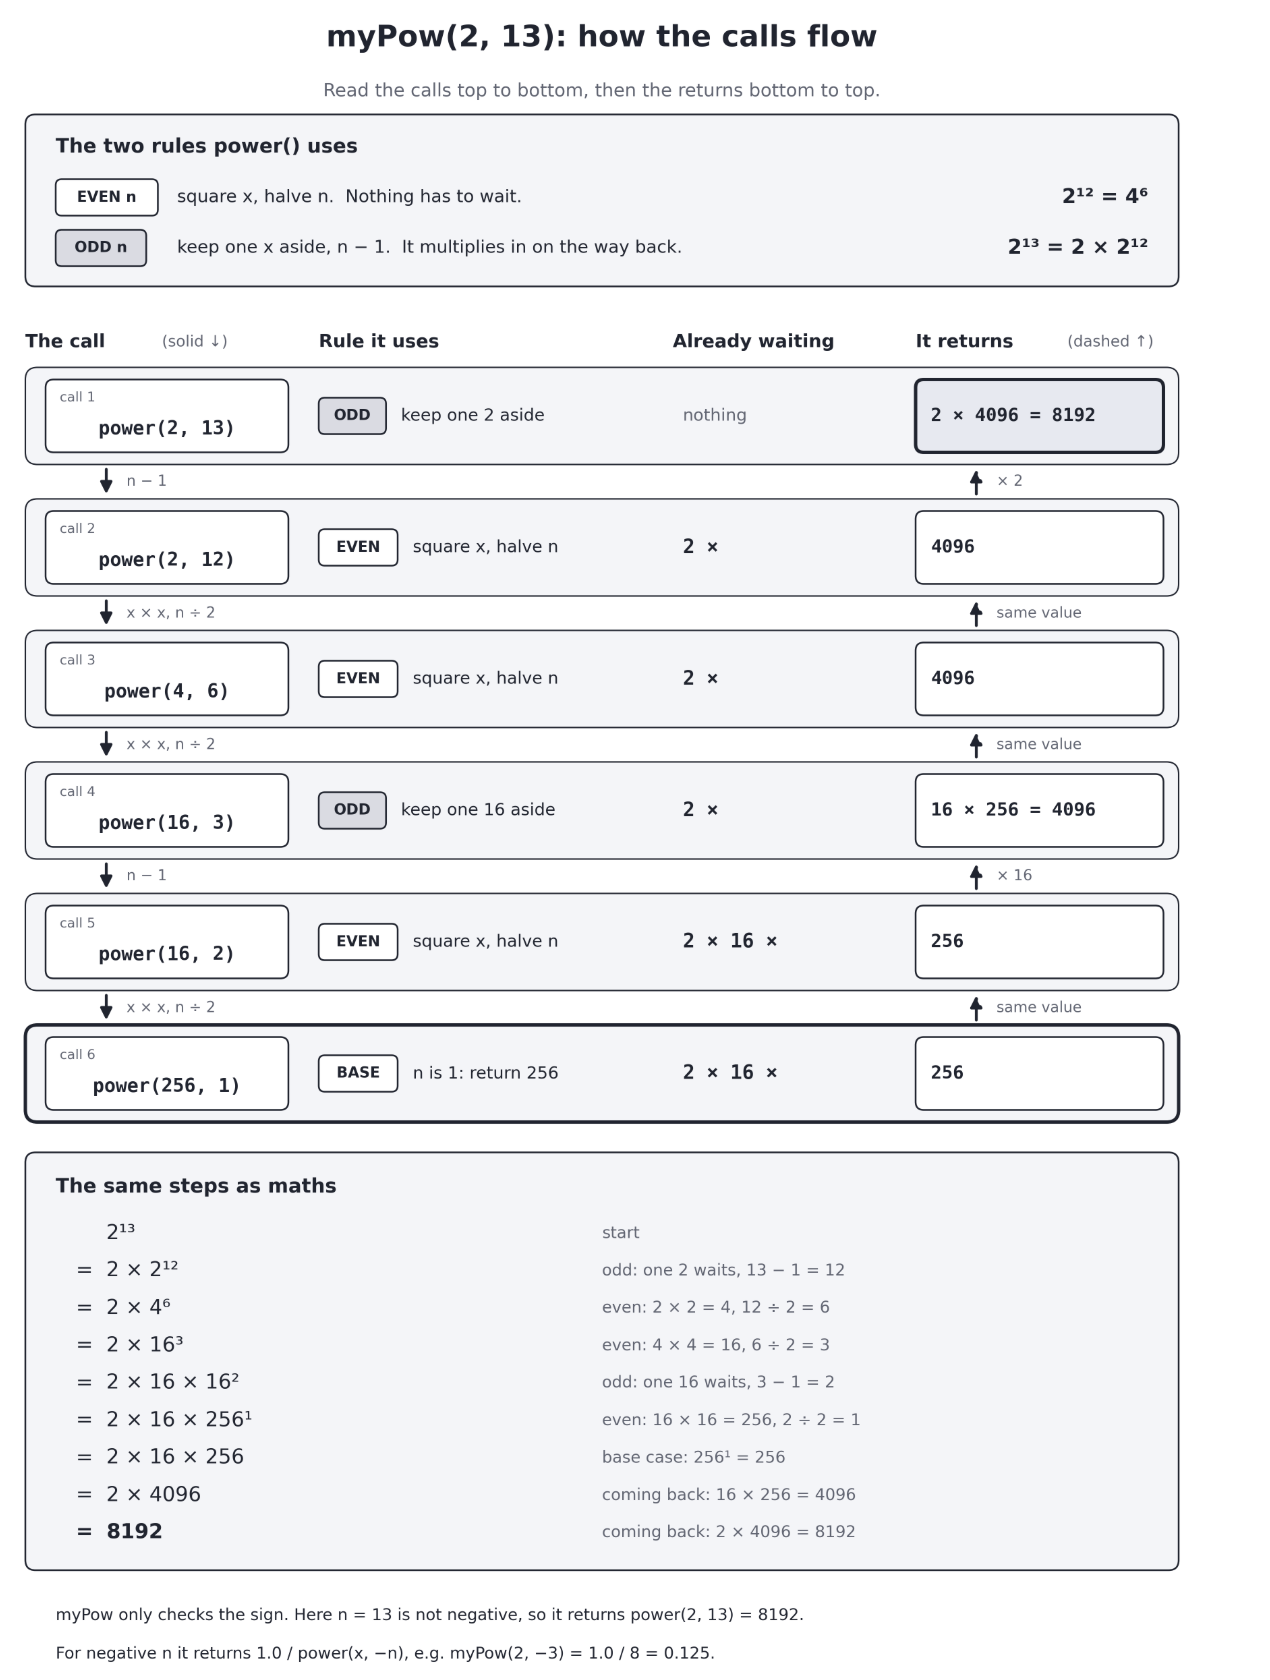 myPow(2, 13): how the calls flow
Read the calls top to bottom, then the returns bottom to top.
The two rules power() uses
EVEN n square x, halve n. Nothing has to wait. 2¹² = 4⁶
ODD n keep one x aside, n − 1. It multiplies in on the way back. 2¹³ = 2 × 2¹²
The call (solid ↓) Rule it uses Already waiting It returns (dashed ↑)
call 1
power(2, 13) ODD keep one 2 aside nothing 2 × 4096 = 8192
n − 1 × 2
call 2
power(2, 12) EVEN square x, halve n 2 × 4096
x × x, n ÷ 2 same value
call 3
power(4, 6) EVEN square x, halve n 2 × 4096
x × x, n ÷ 2 same value
call 4
power(16, 3) ODD keep one 16 aside 2 × 16 × 256 = 4096
n − 1 × 16
call 5
power(16, 2) EVEN square x, halve n 2 × 16 × 256
x × x, n ÷ 2 same value
call 6
power(256, 1) BASE n is 1: return 256 2 × 16 × 256
The same steps as maths
2¹³ start
= 2 × 2¹² odd: one 2 waits, 13 − 1 = 12
= 2 × 4⁶ even: 2 × 2 = 4, 12 ÷ 2 = 6
= 2 × 16³ even: 4 × 4 = 16, 6 ÷ 2 = 3
= 2 × 16 × 16² odd: one 16 waits, 3 − 1 = 2
= 2 × 16 × 256¹ even: 16 × 16 = 256, 2 ÷ 2 = 1
= 2 × 16 × 256 base case: 256¹ = 256
= 2 × 4096 coming back: 16 × 256 = 4096
= 8192 coming back: 2 × 4096 = 8192
myPow only checks the sign. Here n = 13 is not negative, so it returns power(2, 13) = 8192.
For negative n it returns 1.0 / power(x, −n), e.g. myPow(2, −3) = 1.0 / 8 = 0.125.